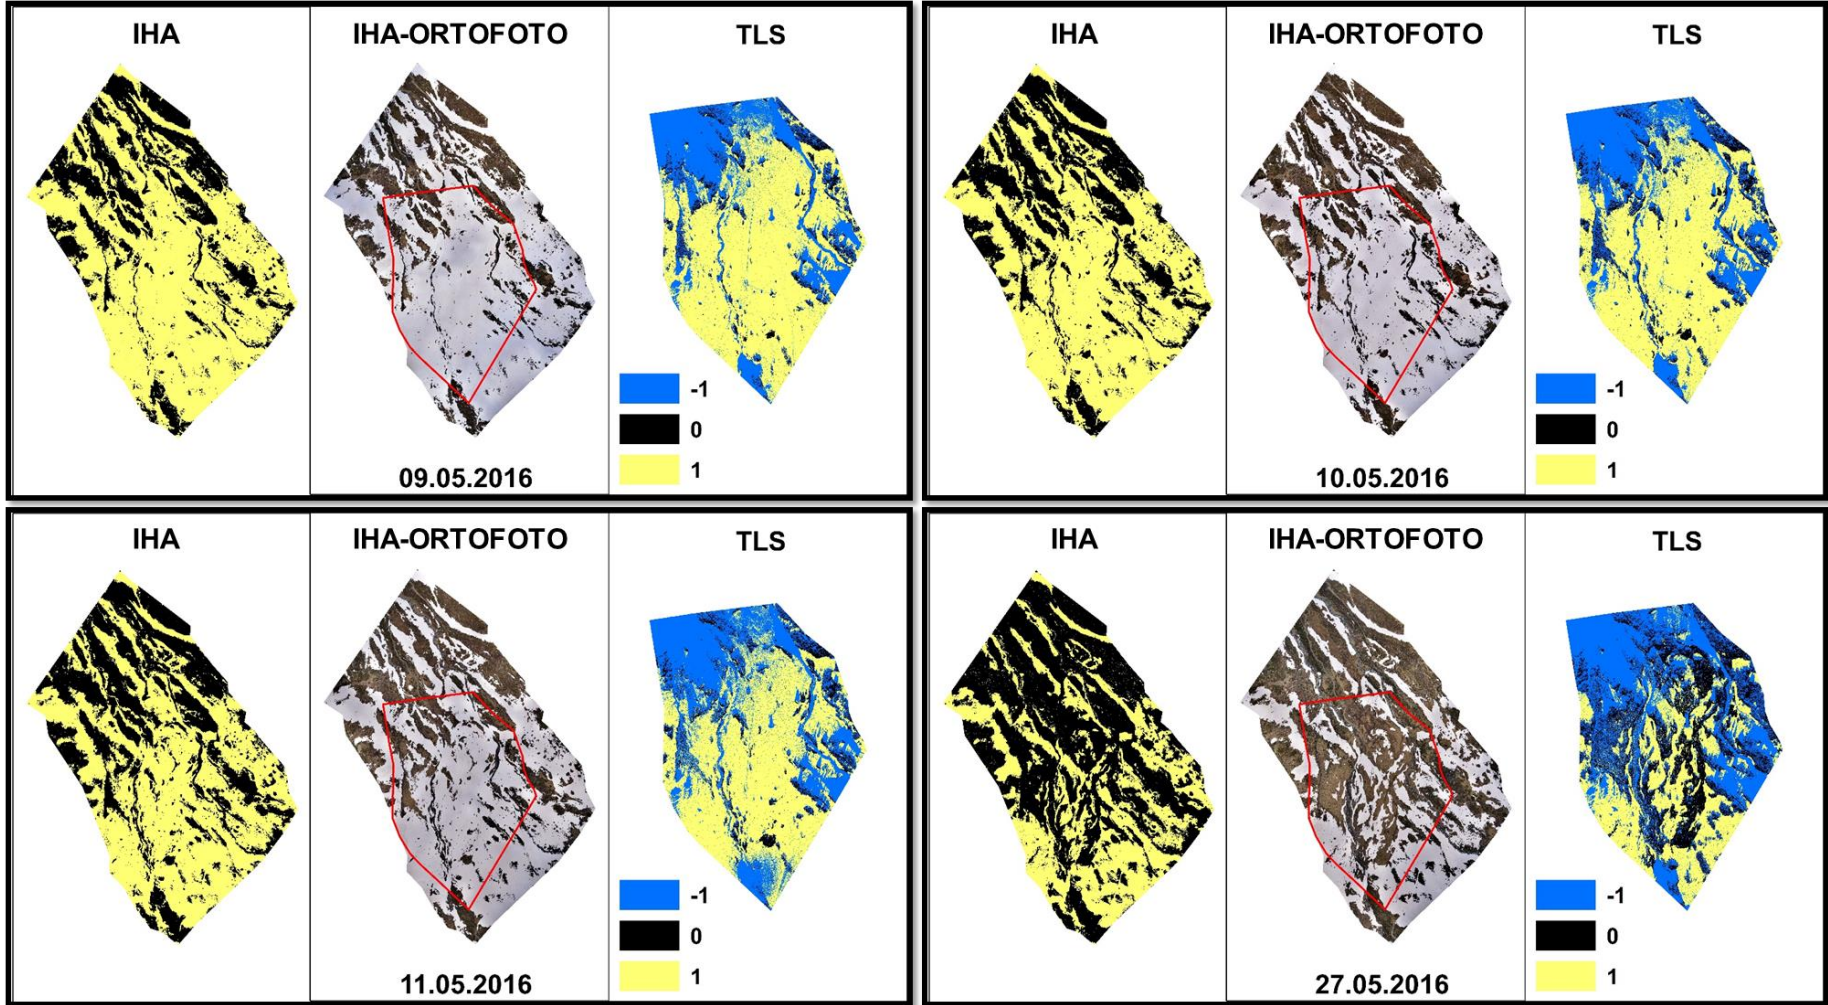 IHA
IHA-ORTOFOTO
TLS
-1
0
1
09.05.2016
IHA
IHA-ORTOFOTO
TLS
-1
0
1
10.05.2016
IHA
IHA-ORTOFOTO
TLS
-1
0
1
11.05.2016
IHA
IHA-ORTOFOTO
TLS
-1
0
1
27.05.2016